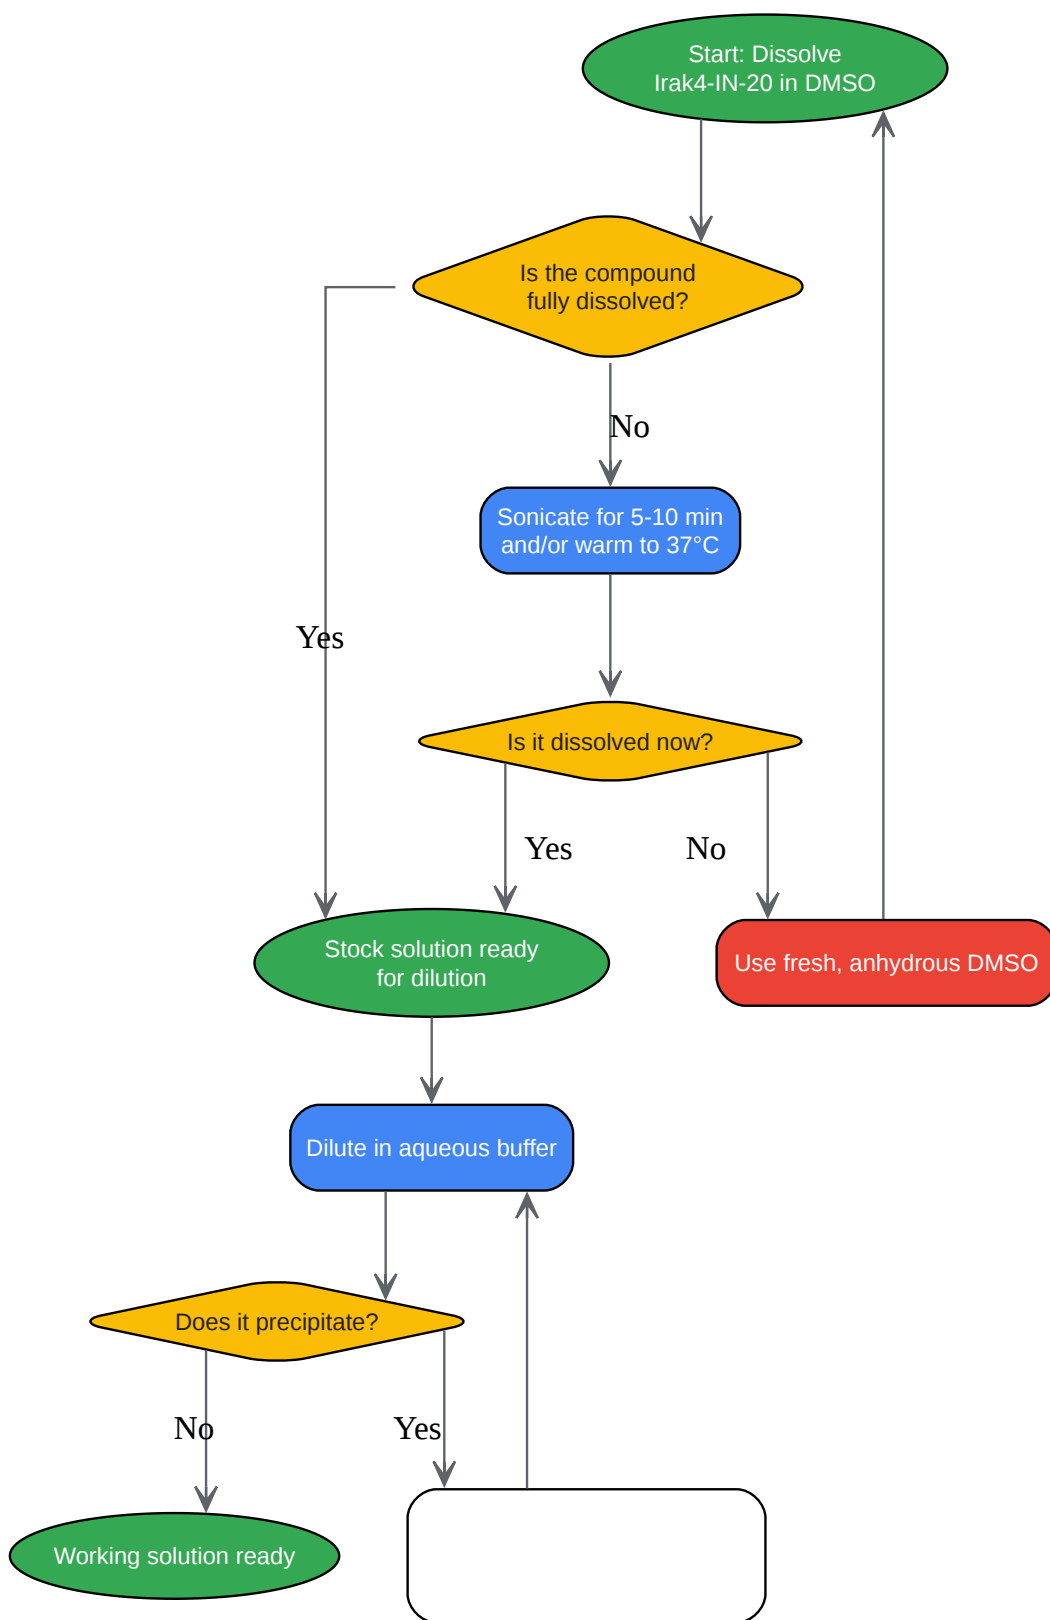 Start: Dissolve
Irak4-IN-20 in DMSO
Is the compound
fully dissolved?
No
Sonicate for 5-10 min
and/or warm to 37°C
Yes
Is it dissolved now?
Yes
No
Stock solution ready
for dilution
Use fresh, anhydrous DMSO
Dilute in aqueous buffer
Does it precipitate?
No
Yes
Working solution ready